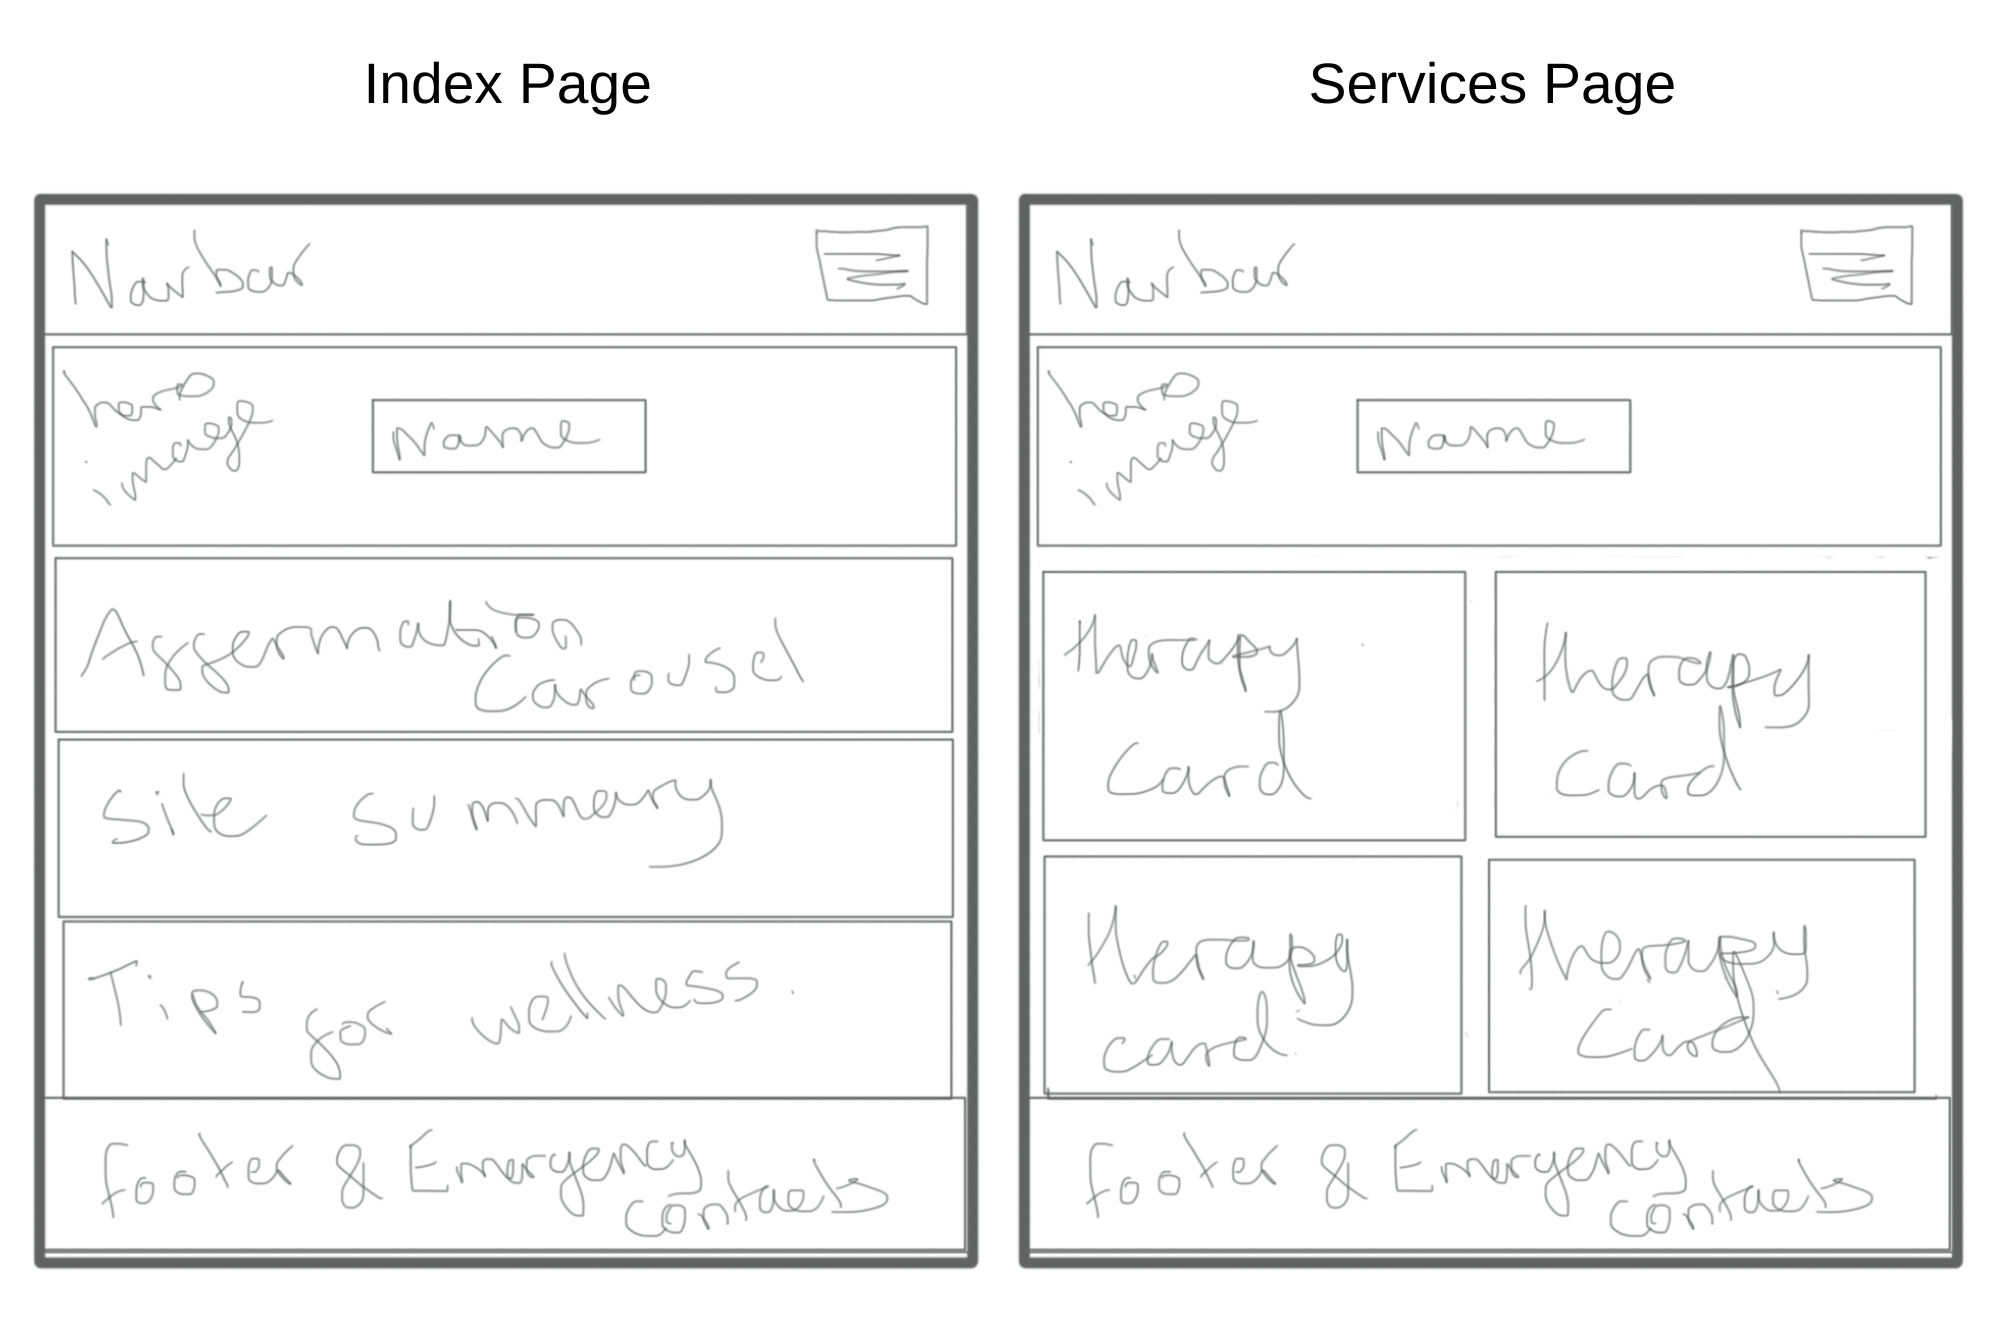 Index Page
Navbar
hero
image
Name
Affermation
Carousel
Site Summary
Tips for wellness.
footer & Emergency
contacts
Services Page
Navbar
hero
image
Name
therapy
Card
therapy
Card
therapy
card
therapy
Card
footer & Emergency
contacts